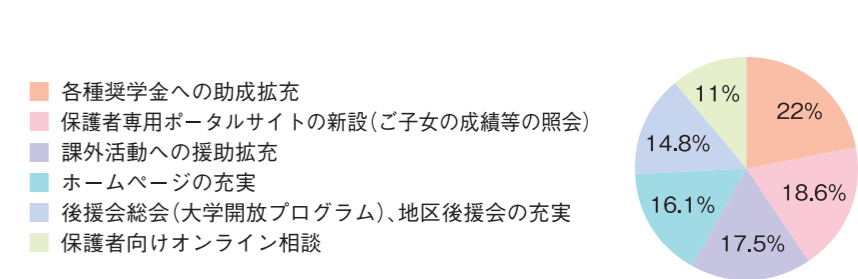 各種奨学金への助成拡充
保護者専用ポータルサイトの新設(ご子女の成績等の照会)
課外活動への援助拡充
ホームページの充実
後援会総会(大学開放プログラム)、地区後援会の充実
保護者向けオンライン相談
22%
18.6%
17.5%
16.1%
14.8%
11%